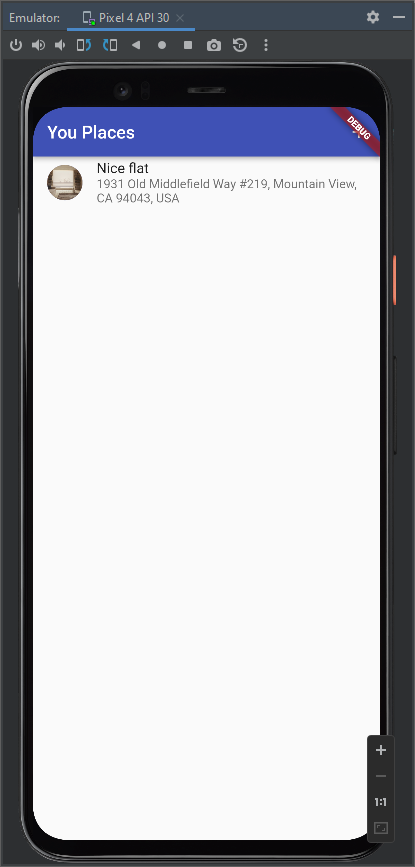 Emulator: Pixel 4 API 30
You Places
DEBUG
Nice flat
1931 Old Middlefield Way #219, Mountain View,
CA 94043, USA
1:1